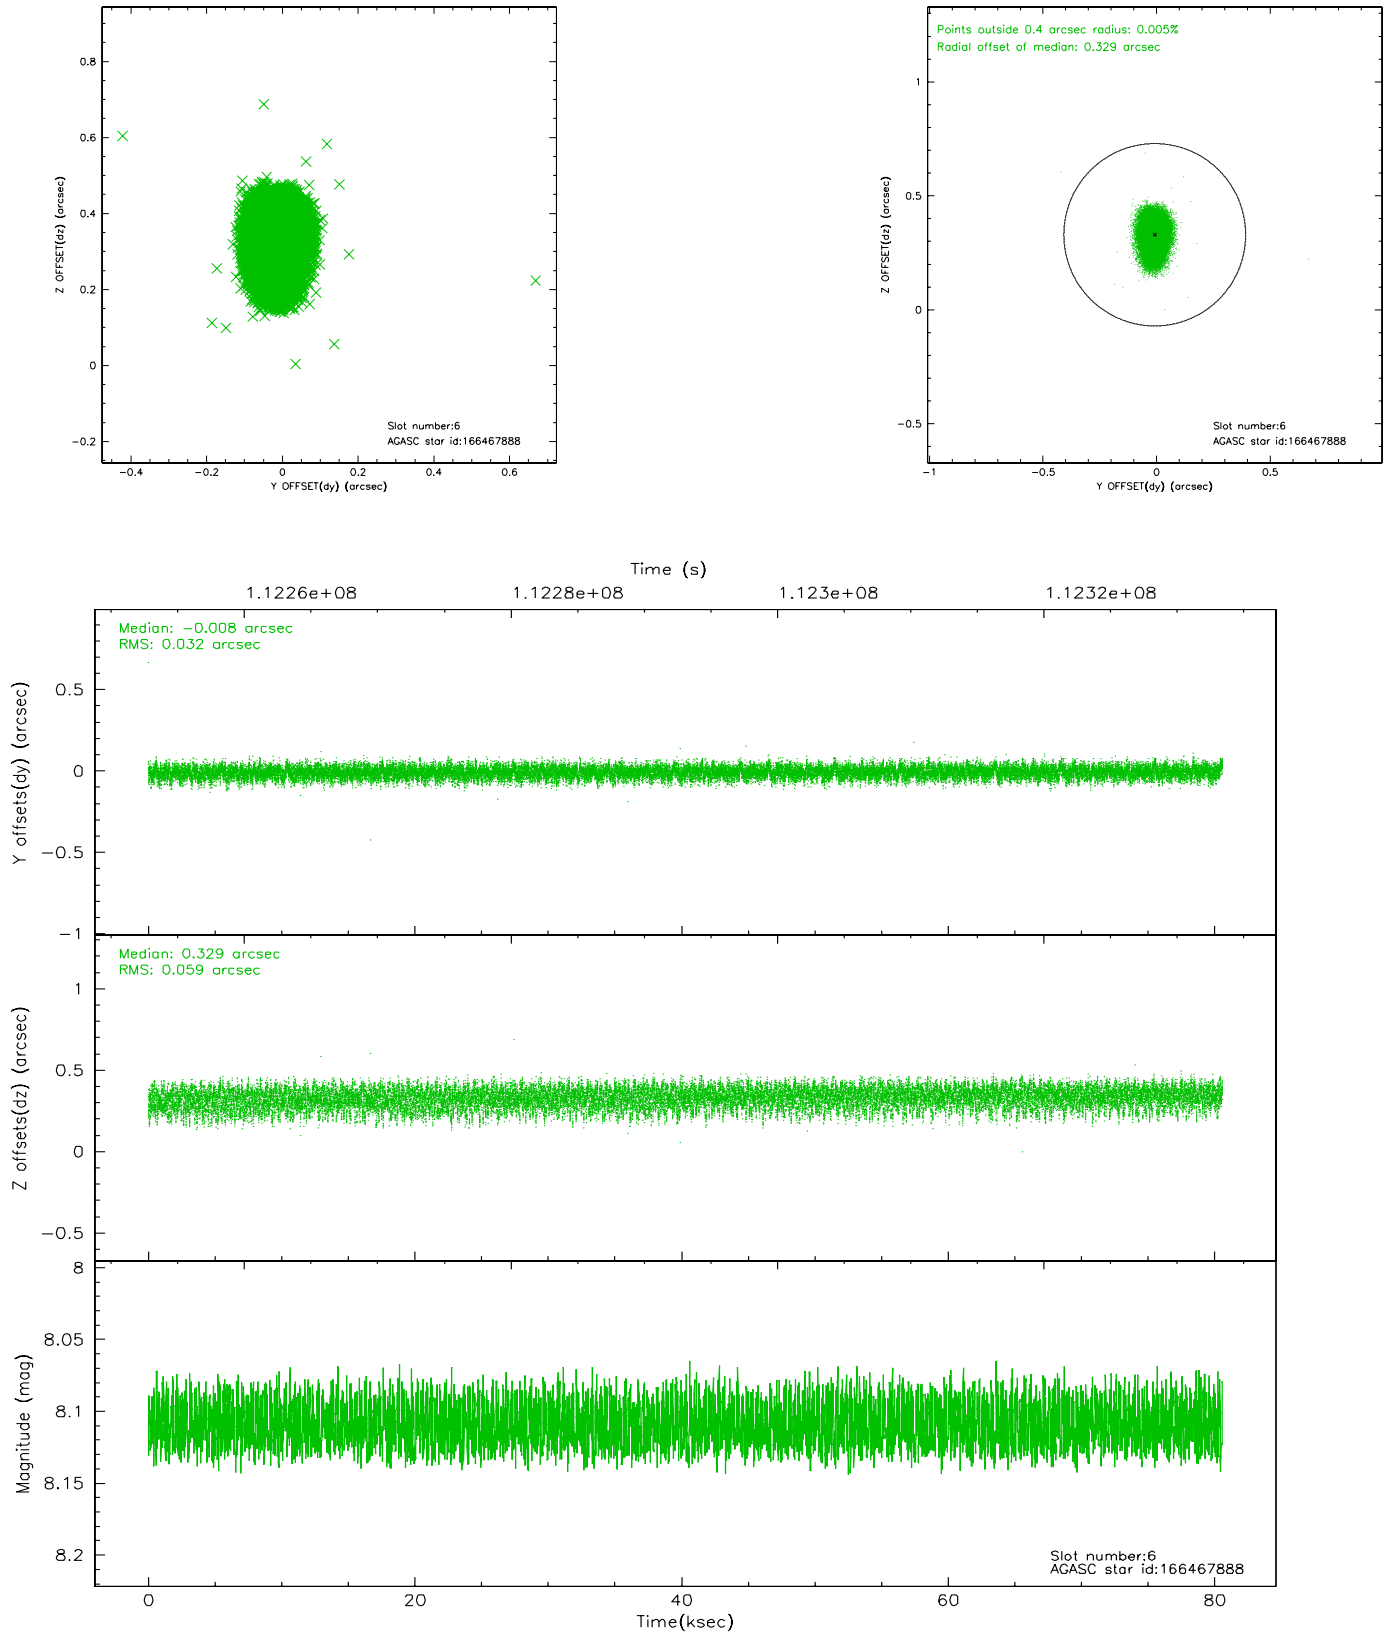 0.8
0.6
0.4
0.2
0
−0.2
Z OFFSET(dz) (arcsec)
Slot number:6
AGASC star id:166467888
−0.4
−0.2
0
0.2
0.4
0.6
Y OFFSET(dy) (arcsec)
Points outside 0.4 arcsec radius: 0.005%
Radial offset of median: 0.329 arcsec
1
0.5
0
−0.5
Z OFFSET(dz) (arcsec)
Slot number:6
AGASC star id:166467888
−1
−0.5
0
0.5
Y OFFSET(dy) (arcsec)
Time (s)
1.1226e+08
1.1228e+08
1.123e+08
1.1232e+08
Median: −0.008 arcsec
RMS: 0.032 arcsec
0.5
0
−0.5
−1
Y offsets(dy) (arcsec)
Median: 0.329 arcsec
RMS: 0.059 arcsec
1
0.5
0
−0.5
Z offsets(dz) (arcsec)
8
8.05
8.1
8.15
8.2
Magnitude (mag)
Slot number:6
AGASC star id:166467888
0
20
40
60
80
Time(ksec)